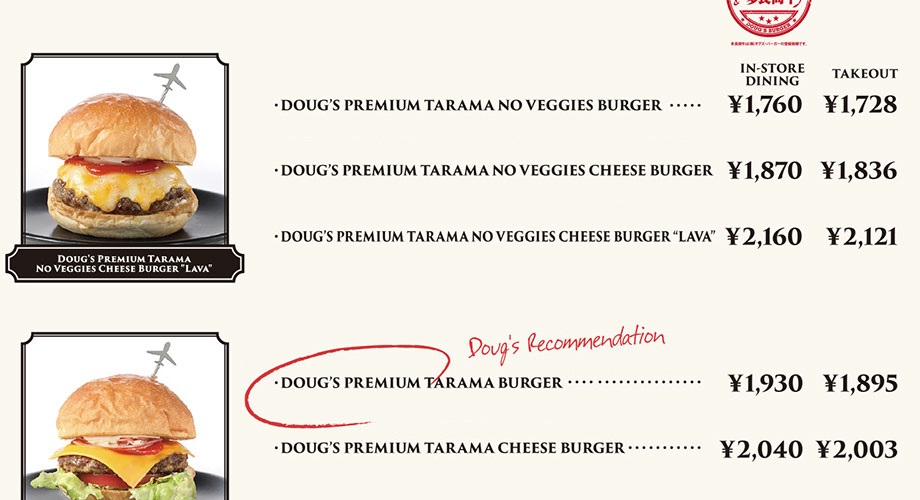 DOUG'S BURGER
IN-STORE DINING TAKEOUT
·DOUG'S PREMIUM TARAMA NO VEGGIES BURGER ····· ¥1,760 ¥1,728
·DOUG'S PREMIUM TARAMA NO VEGGIES CHEESE BURGER ¥1,870 ¥1,836
·DOUG'S PREMIUM TARAMA NO VEGGIES CHEESE BURGER “LAVA” ¥2,160 ¥2,121
DOUG'S PREMIUM TARAMA
NO VEGGIES CHEESE BURGER "LAVA"
Doug's Recommendation
·DOUG'S PREMIUM TARAMA BURGER ···················· ¥1,930 ¥1,895
·DOUG'S PREMIUM TARAMA CHEESE BURGER ··········· ¥2,040 ¥2,003